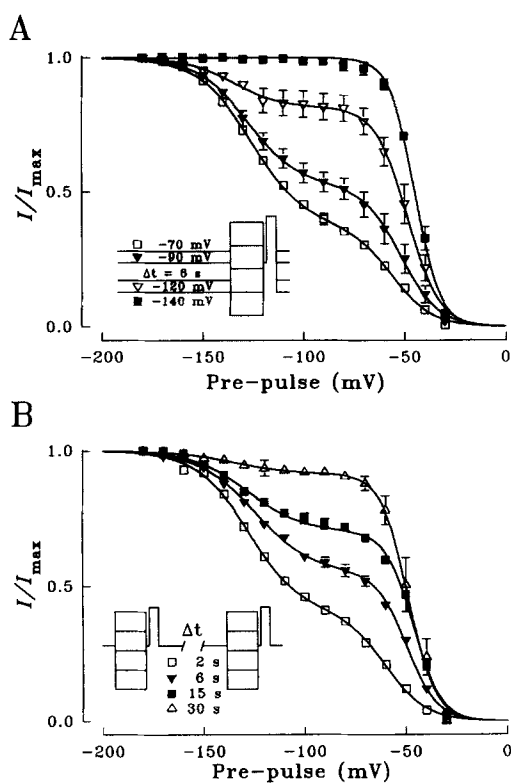 A
1.0
0.5
0.0
I/Imax
-70 mV
-90 mV
Δt = 6 s
-120 mV
-140 mV
-200
-150
-100
-50
0
Pre-pulse (mV)
B
1.0
0.5
0.0
I/Imax
Δt
2 s
6 s
15 s
30 s
-200
-150
-100
-50
0
Pre-pulse (mV)